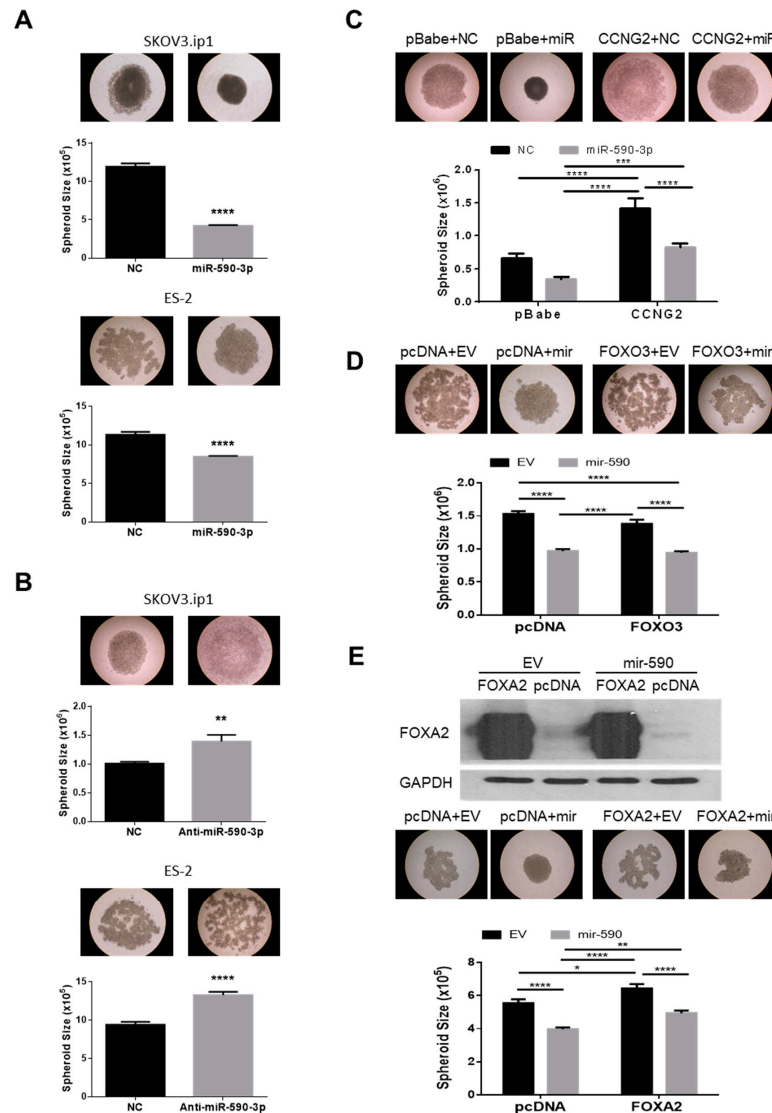 A
SKOV3.ip1
Spheroid Size (x10⁵)
15
10
5
0
****
NC
miR-590-3p
ES-2
Spheroid Size (x10⁵)
15
10
5
0
****
NC
miR-590-3p
B
SKOV3.ip1
Spheroid Size (x10⁶)
2.0
1.5
1.0
0.5
0.0
**
NC
Anti-miR-590-3p
ES-2
Spheroid Size (x10⁵)
20
15
10
5
0
****
NC
Anti-miR-590-3p
C
pBabe+NC pBabe+miR CCNG2+NC CCNG2+miR
NC miR-590-3p
Spheroid Size (x10⁶)
2.0
1.5
1.0
0.5
0.0
***
****
**** ****
pBabe CCNG2
D
pcDNA+EV pcDNA+mir FOXO3+EV FOXO3+mir
EV mir-590
Spheroid Size (x10⁶)
2.0
1.5
1.0
0.5
0.0
****
**** ****
****
pcDNA FOXO3
E
EV mir-590
FOXA2 pcDNA FOXA2 pcDNA
FOXA2
GAPDH
pcDNA+EV pcDNA+mir FOXA2+EV FOXA2+mir
EV mir-590
Spheroid Size (x10⁵)
8
6
4
2
0
**
****
*
**** ****
pcDNA FOXA2